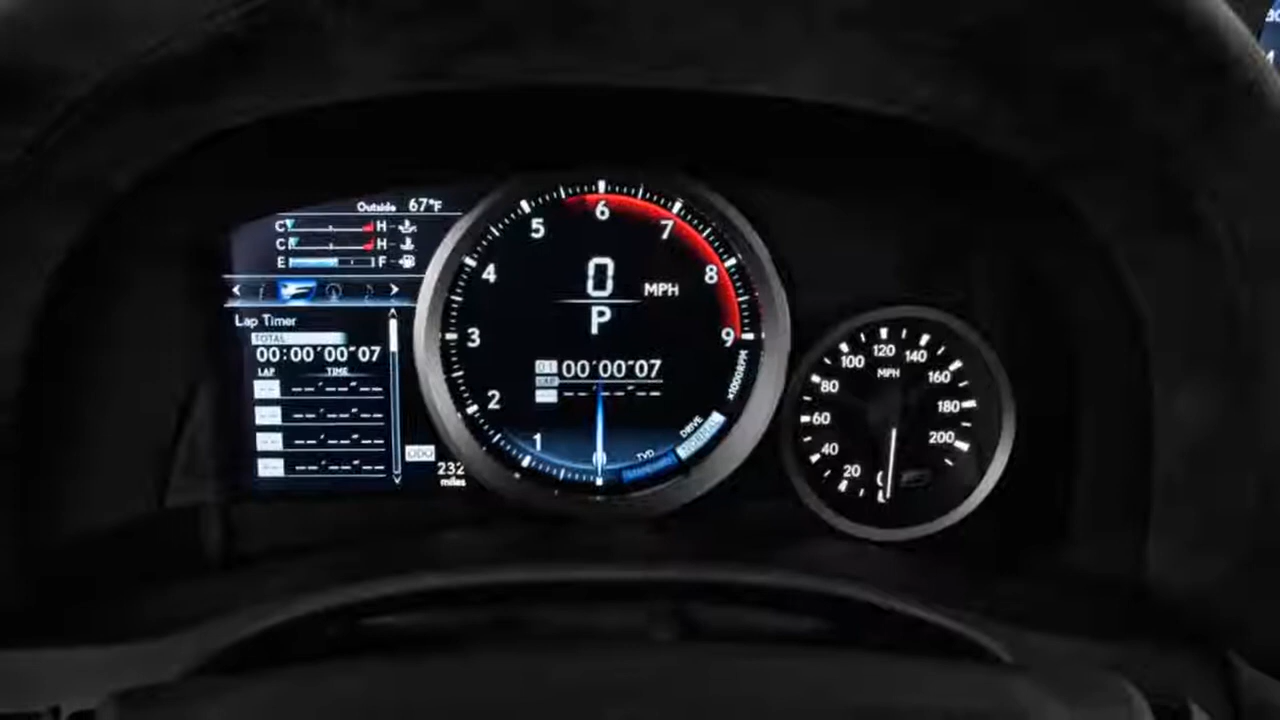 Outside 67°F
C H
C H
E F
Lap Timer
TOTAL
00:00'00"07
LAP TIME
ODO
232
miles
1
2
3
4
5
6
7
8
9
x1000RPM
0 MPH
P
01 00'00"07
LAP
DRIVE
TVD
20
40
60
80
100
120
140
160
180
200
MPH